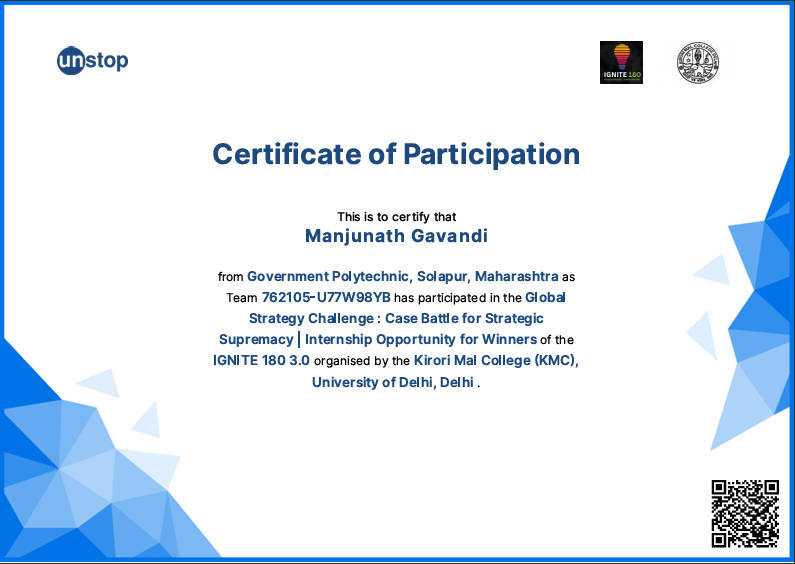 unstop
IGNITE 180
Certificate of Participation
This is to certify that
Manjunath Gavandi
from Government Polytechnic, Solapur, Maharashtra as
Team 762105-U77W98YB has participated in the Global
Strategy Challenge : Case Battle for Strategic
Supremacy | Internship Opportunity for Winners of the
IGNITE 180 3.0 organised by the Kirori Mal College (KMC),
University of Delhi, Delhi .